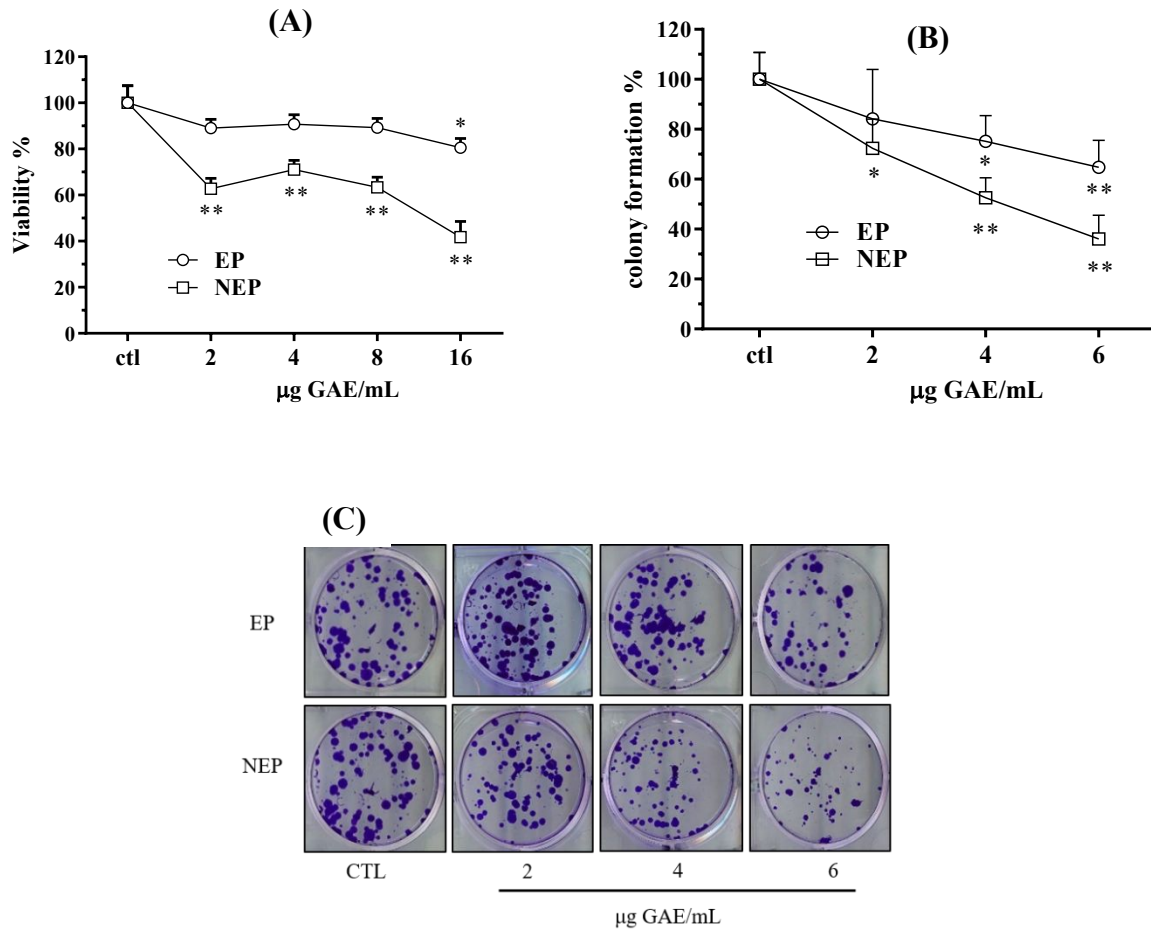 (A)
Viability %
120
100
80
60
40
20
0
*
**
**
**
**
EP
NEP
ctl
2
4
8
16
µg GAE/mL
(B)
colony formation %
120
100
80
60
40
20
0
*
*
**
**
**
EP
NEP
ctl
2
4
6
µg GAE/mL
(C)
EP
NEP
CTL
2
4
6
µg GAE/mL